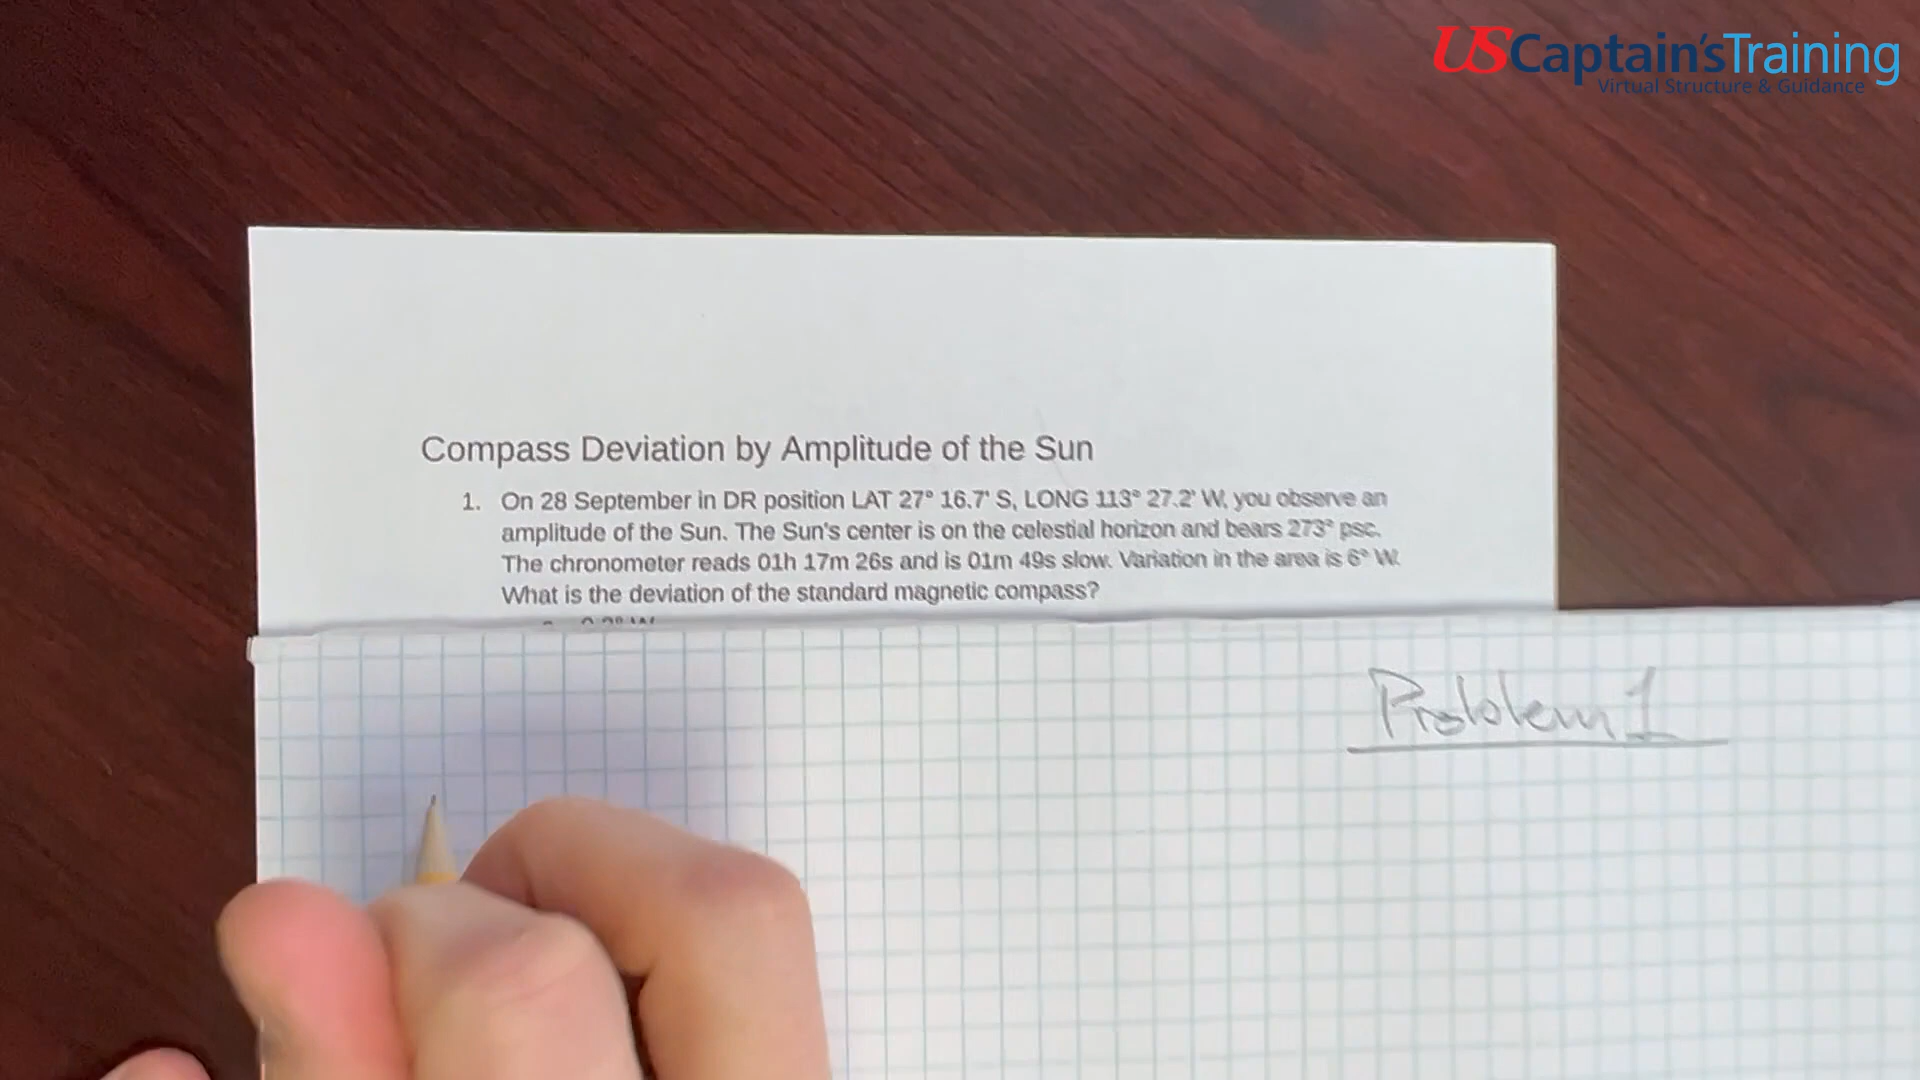 USCaptain'sTraining
Virtual Structure & Guidance
Compass Deviation by Amplitude of the Sun
1. On 28 September in DR position LAT 27° 16.7' S, LONG 113° 27.2' W, you observe an
amplitude of the Sun. The Sun's center is on the celestial horizon and bears 273° psc.
The chronometer reads 01h 17m 26s and is 01m 49s slow. Variation in the area is 6° W.
What is the deviation of the standard magnetic compass?
Problem 1